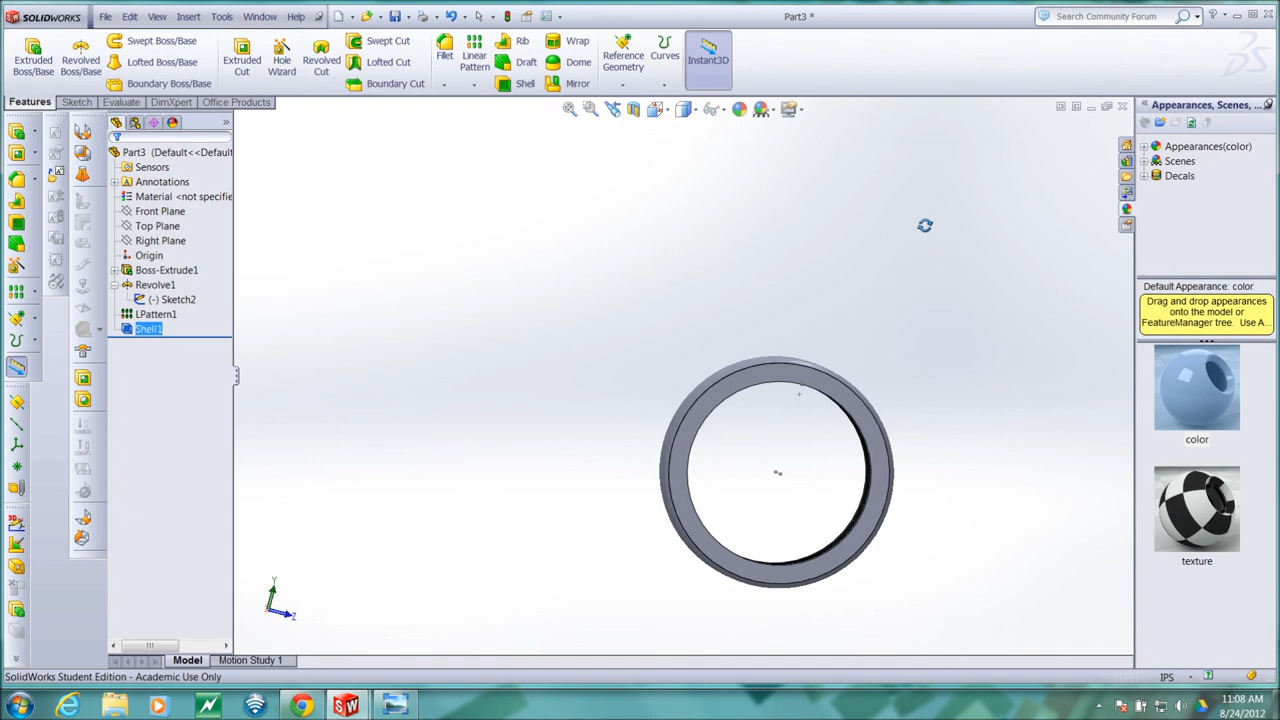 SOLIDWORKS File Edit View Insert Tools Window Help Part3 * Search Community Forum
Extruded Boss/Base
Revolved Boss/Base
Swept Boss/Base
Lofted Boss/Base
Boundary Boss/Base
Extruded Cut
Hole Wizard
Revolved Cut
Swept Cut
Lofted Cut
Boundary Cut
Fillet
Linear Pattern
Rib
Draft
Shell
Wrap
Dome
Mirror
Reference Geometry
Curves
Instant3D
Features Sketch Evaluate DimXpert Office Products
Part3 (Default<<Default
Sensors
Annotations
Material <not specifie
Front Plane
Top Plane
Right Plane
Origin
Boss-Extrude1
Revolve1
(-) Sketch2
LPattern1
Shell1
Y
Z
Appearances, Scenes, ...
Appearances(color)
Scenes
Decals
Default Appearance: color
Drag and drop appearances
onto the model or
FeatureManager tree. Use A...
color
texture
Model Motion Study 1
SolidWorks Student Edition - Academic Use Only IPS
11:08 AM
8/24/2012